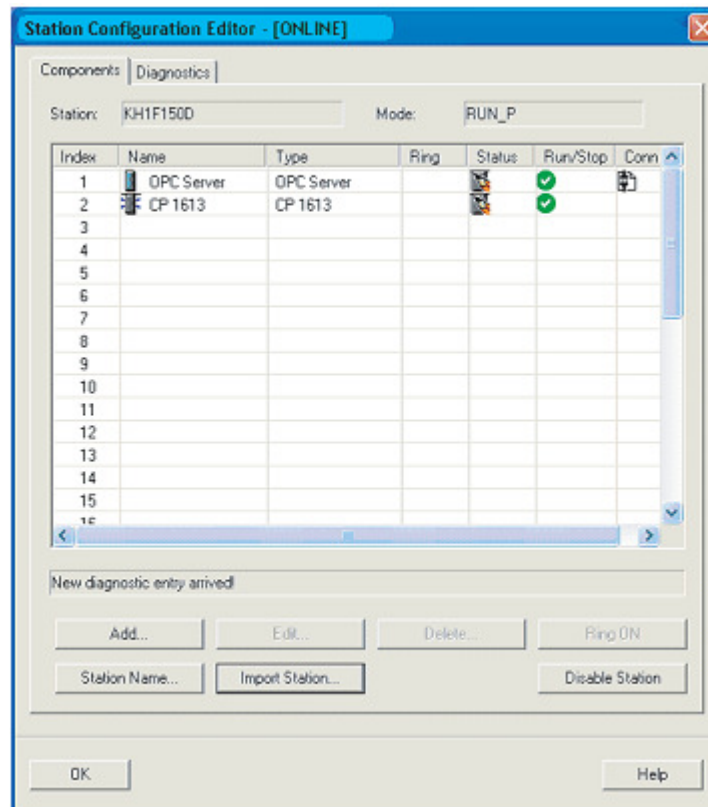 Station Configuration Editor - [ONLINE]
Components Diagnostics
Station: KH1F150D Mode: RUN_P
Index Name Type Ring Status Run/Stop Conn
1 OPC Server OPC Server
2 CP 1613 CP 1613
3
4
5
6
7
8
9
10
11
12
13
14
15
16
New diagnostic entry arrived!
Add... Edit... Delete... Ring ON
Station Name... Import Station... Disable Station
OK Help